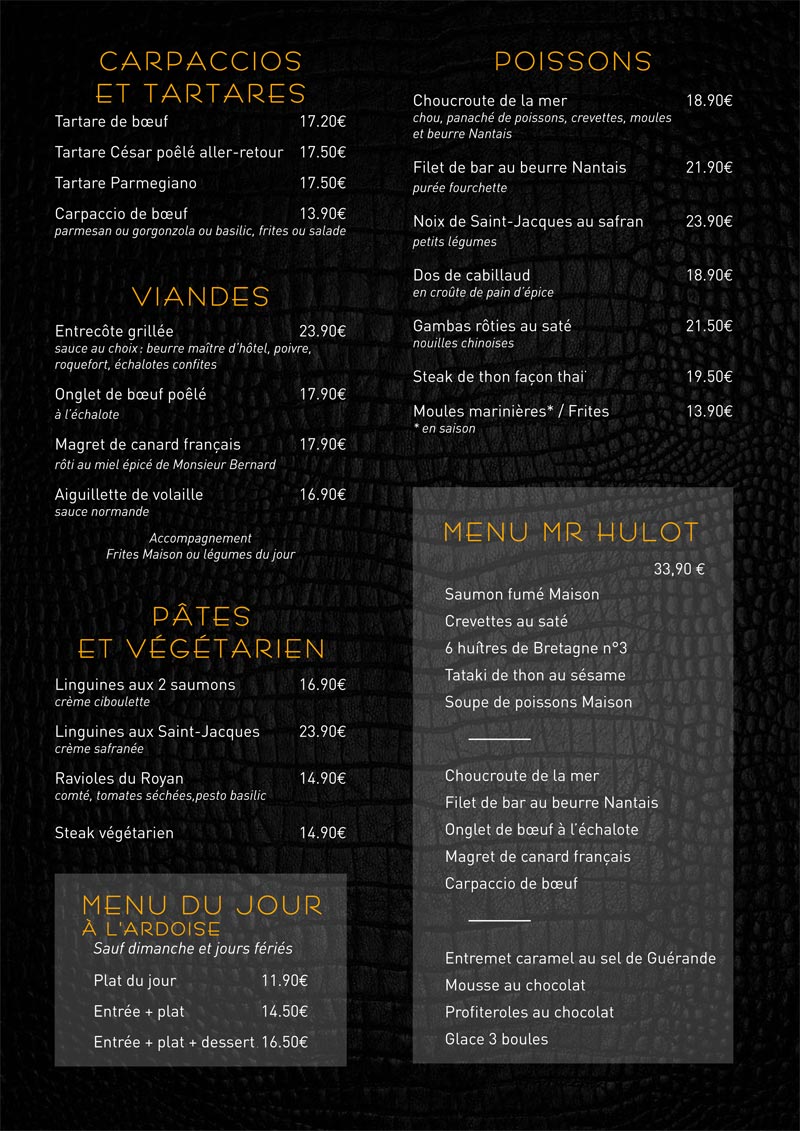 CARPACCIOS
ET TARTARES
Tartare de bœuf 17.20€
Tartare César poêlé aller-retour 17.50€
Tartare Parmegiano 17.50€
Carpaccio de bœuf 13.90€
parmesan ou gorgonzola ou basilic, frites ou salade
VIANDES
Entrecôte grillée 23.90€
sauce au choix : beurre maître d'hôtel, poivre,
roquefort, échalotes confites
Onglet de bœuf poêlé 17.90€
à l'échalote
Magret de canard français 17.90€
rôti au miel épicé de Monsieur Bernard
Aiguillette de volaille 16.90€
sauce normande
Accompagnement
Frites Maison ou légumes du jour
PÂTES
ET VÉGÉTARIEN
Linguines aux 2 saumons 16.90€
crème ciboulette
Linguines aux Saint-Jacques 23.90€
crème safranée
Ravioles du Royan 14.90€
comté, tomates séchées,pesto basilic
Steak végétarien 14.90€
MENU DU JOUR
À L'ARDOISE
Sauf dimanche et jours fériés
Plat du jour 11.90€
Entrée + plat 14.50€
Entrée + plat + dessert 16.50€
POISSONS
Choucroute de la mer 18.90€
chou, panaché de poissons, crevettes, moules
et beurre Nantais
Filet de bar au beurre Nantais 21.90€
purée fourchette
Noix de Saint-Jacques au safran 23.90€
petits légumes
Dos de cabillaud 18.90€
en croûte de pain d'épice
Gambas rôties au saté 21.50€
nouilles chinoises
Steak de thon façon thaï 19.50€
Moules marinières* / Frites 13.90€
* en saison
MENU MR HULOT
33,90 €
Saumon fumé Maison
Crevettes au saté
6 huîtres de Bretagne n°3
Tataki de thon au sésame
Soupe de poissons Maison
Choucroute de la mer
Filet de bar au beurre Nantais
Onglet de bœuf à l'échalote
Magret de canard français
Carpaccio de bœuf
Entremet caramel au sel de Guérande
Mousse au chocolat
Profiteroles au chocolat
Glace 3 boules